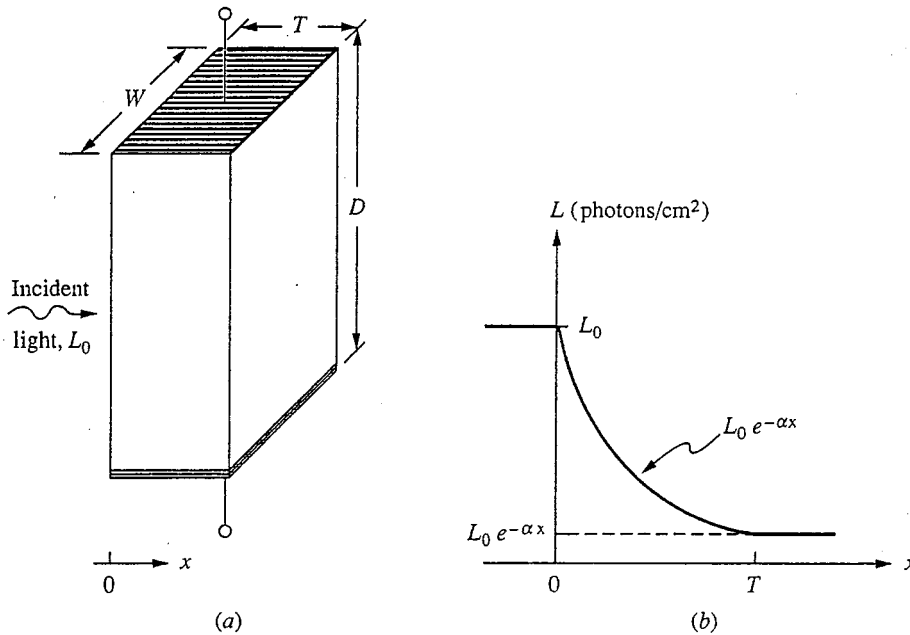 T
W
D
Incident
light, L₀
0
x
(a)
L (photons/cm²)
L₀
L₀ e^{-αx}
L₀ e^{-αx}
0
T
x
(b)